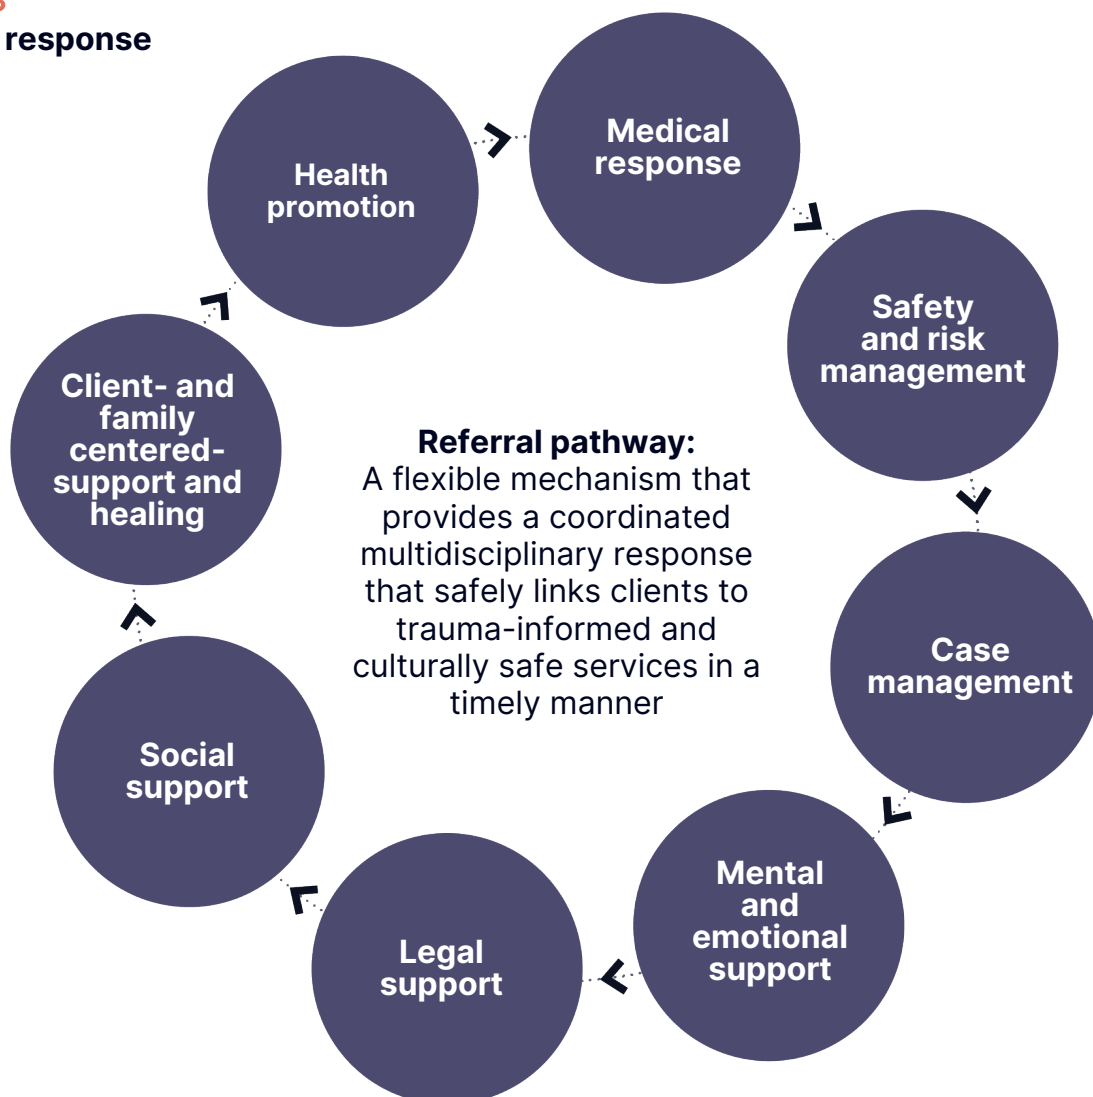 response
Health
promotion
Medical
response
Safety
and risk
management
Case
management
Mental
and
emotional
support
Legal
support
Social
support
Client- and
family
centered-
support and
healing
Referral pathway:
A flexible mechanism that
provides a coordinated
multidisciplinary response
that safely links clients to
trauma-informed and
culturally safe services in a
timely manner